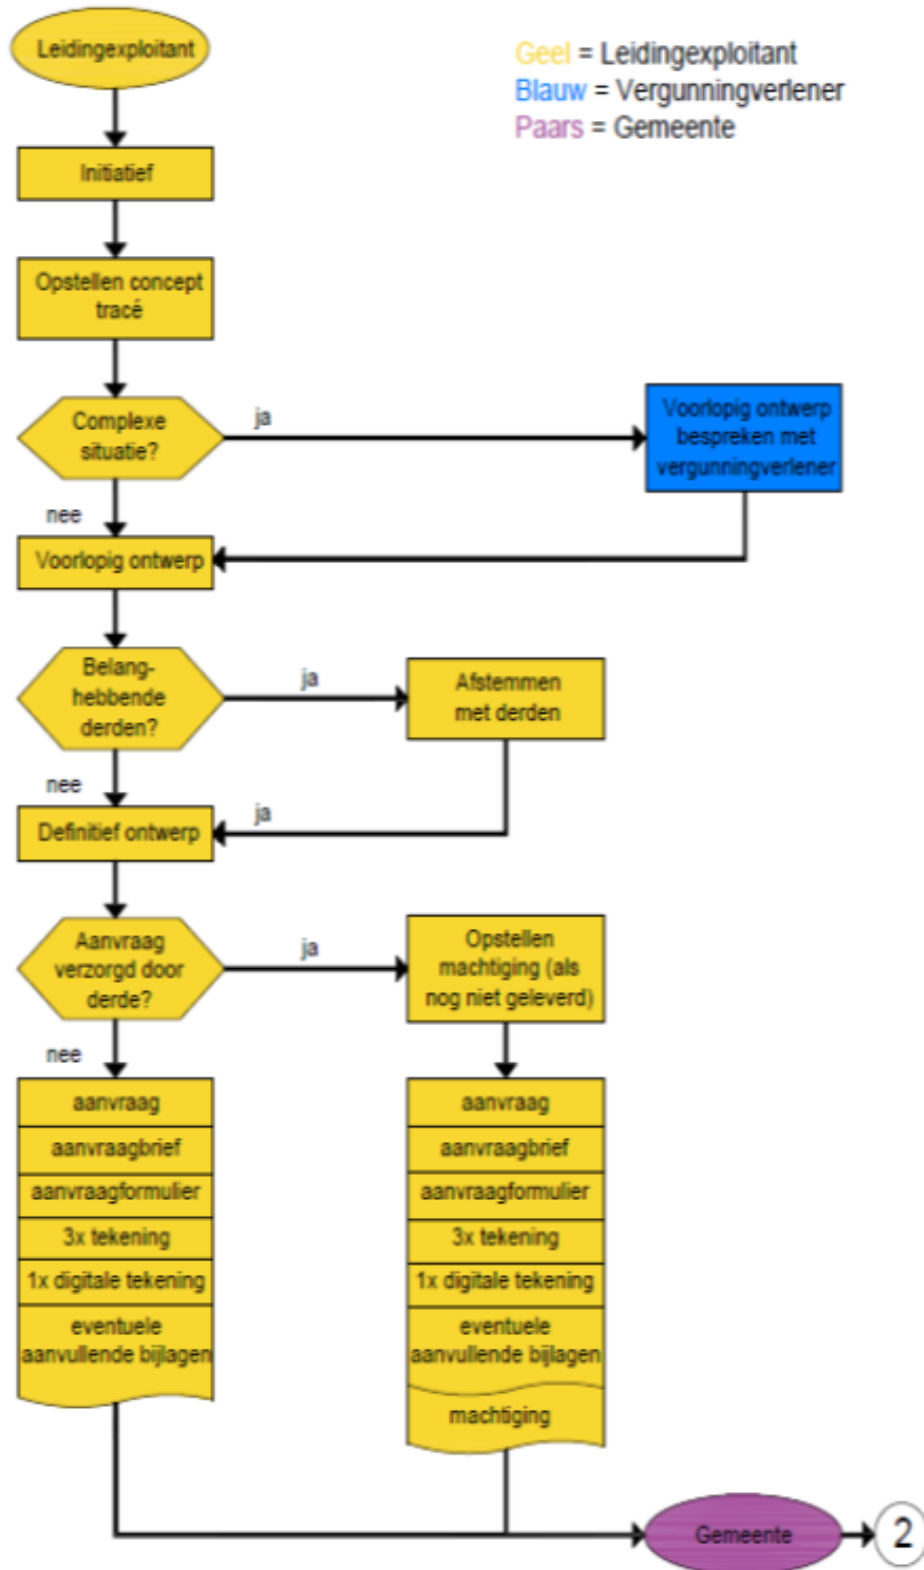 Leidingexploitant
Geel = Leidingexploitant
Blauw = Vergunningverlener
Paars = Gemeente
Initiatief
Opstellen concept
tracé
Complexe
situatie?
ja
Voorlopig ontwerp
bespreken met
vergunningverlener
nee
Voorlopig ontwerp
Belang-
hebbende
derden?
ja
Afstemmen
met derden
nee
ja
Definitief ontwerp
Aanvraag
verzorgd door
derde?
ja
Opstellen
machtiging (als
nog niet geleverd)
nee
aanvraag
aanvraagbrief
aanvraagformulier
3x tekening
1x digitale tekening
eventuele
aanvullende bijlagen
aanvraag
aanvraagbrief
aanvraagformulier
3x tekening
1x digitale tekening
eventuele
aanvullende bijlagen
machtiging
Gemeente
2